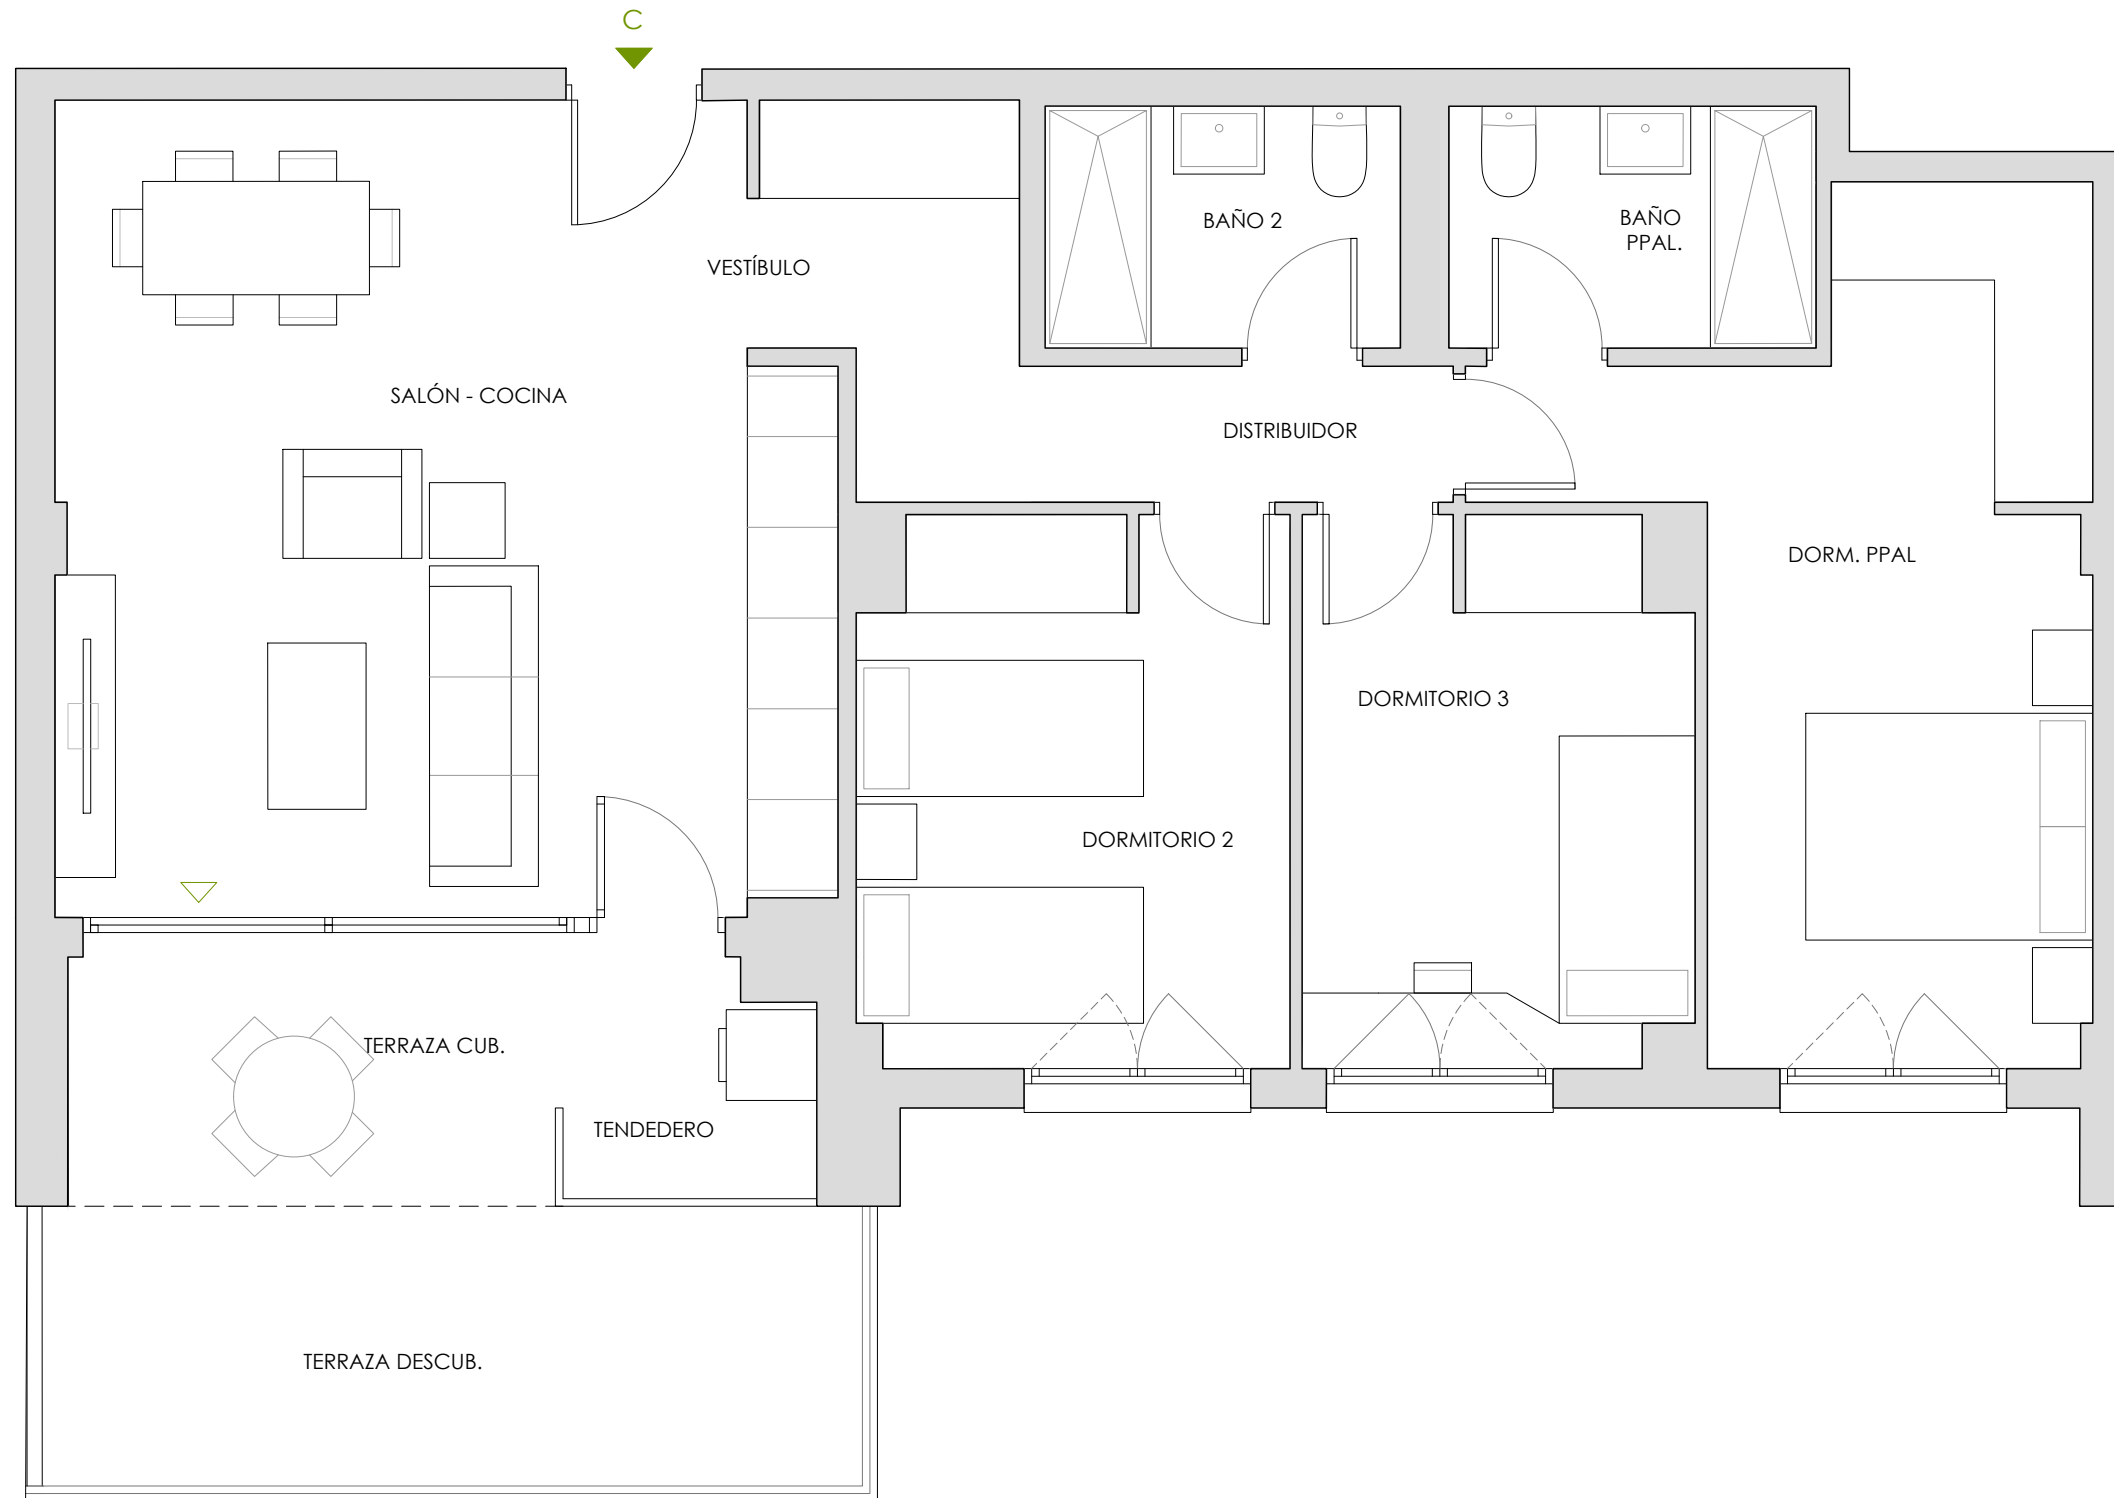 C
BAÑO 2
BAÑO
PPAL.
VESTÍBULO
SALÓN - COCINA
DISTRIBUIDOR
DORM. PPAL
DORMITORIO 3
DORMITORIO 2
TERRAZA CUB.
TENDEDERO
TERRAZA DESCUB.